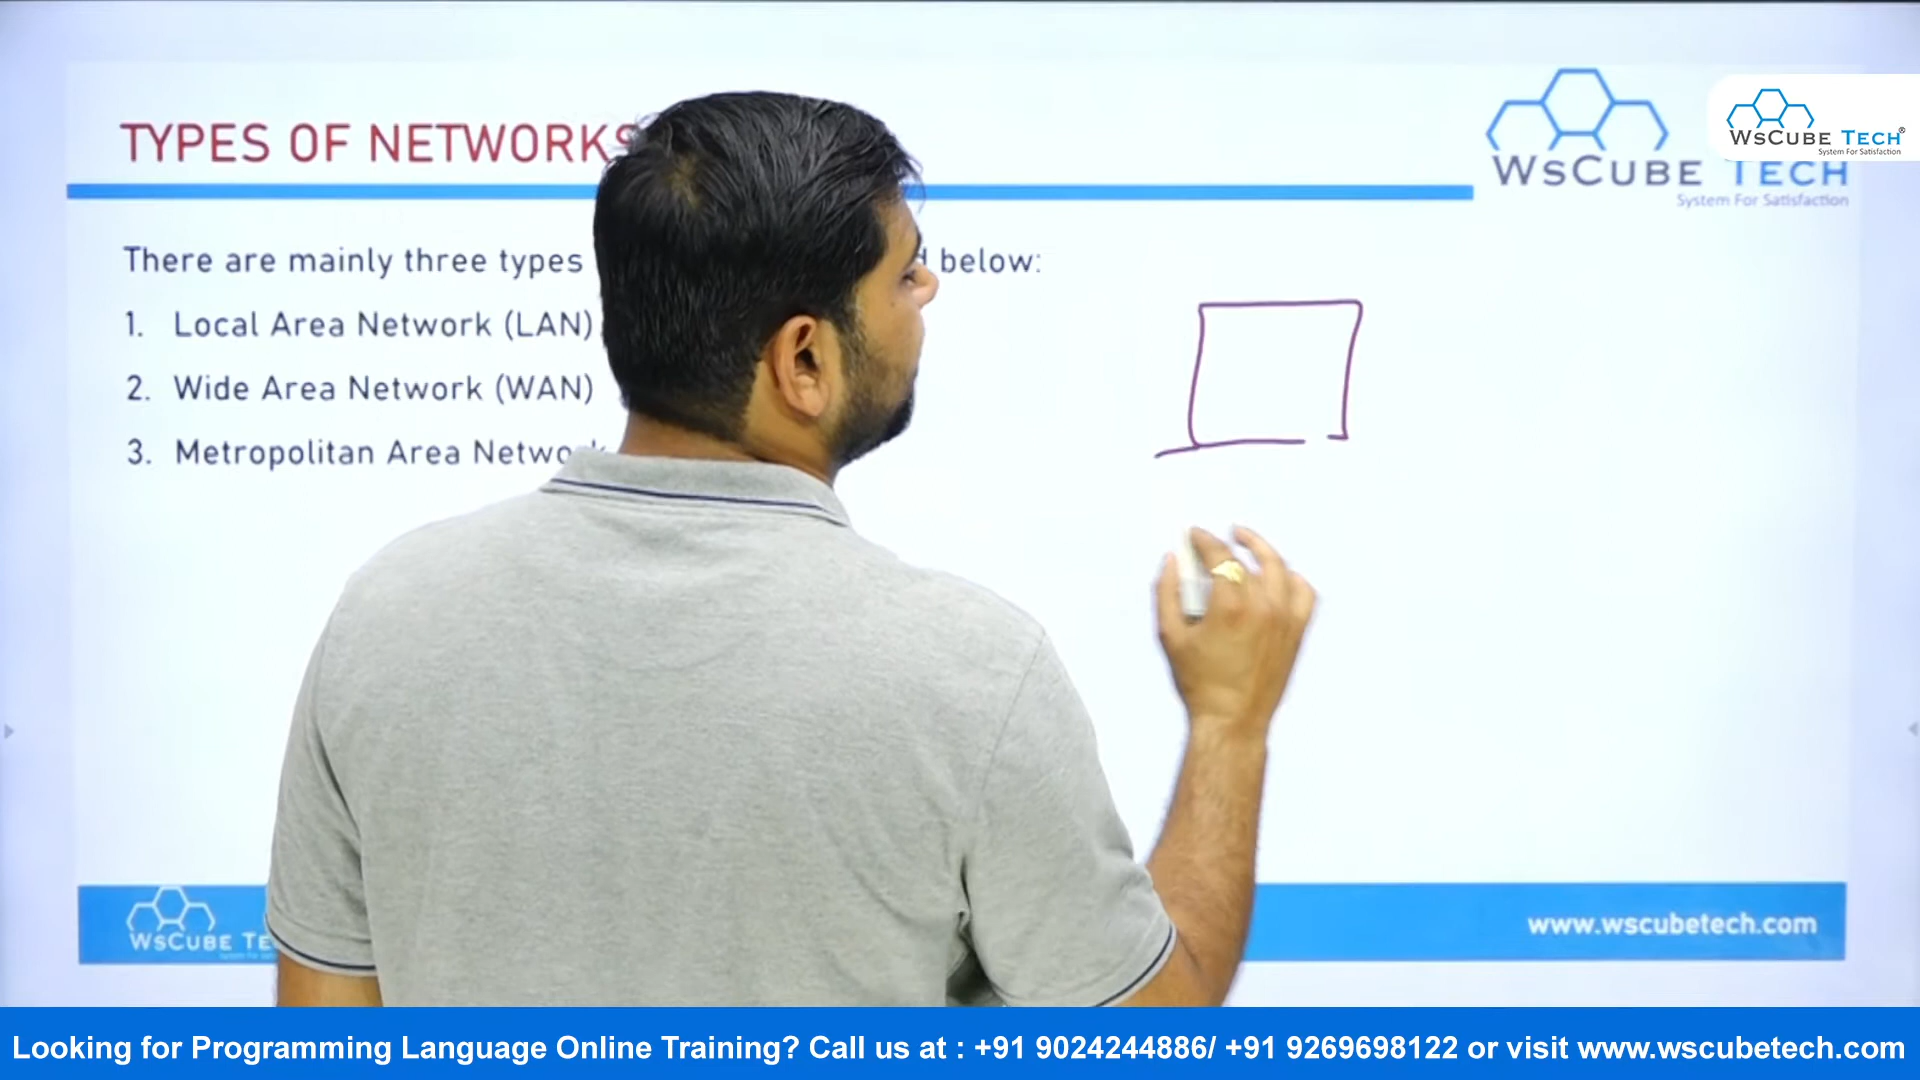 TYPES OF NETWORKS
WsCube Tech
System For Satisfaction
WsCube Tech®
System For Satisfaction
There are mainly three types below:
1. Local Area Network (LAN)
2. Wide Area Network (WAN)
3. Metropolitan Area Network
WsCube Te
www.wscubetech.com
Looking for Programming Language Online Training? Call us at : +91 9024244886/ +91 9269698122 or visit www.wscubetech.com